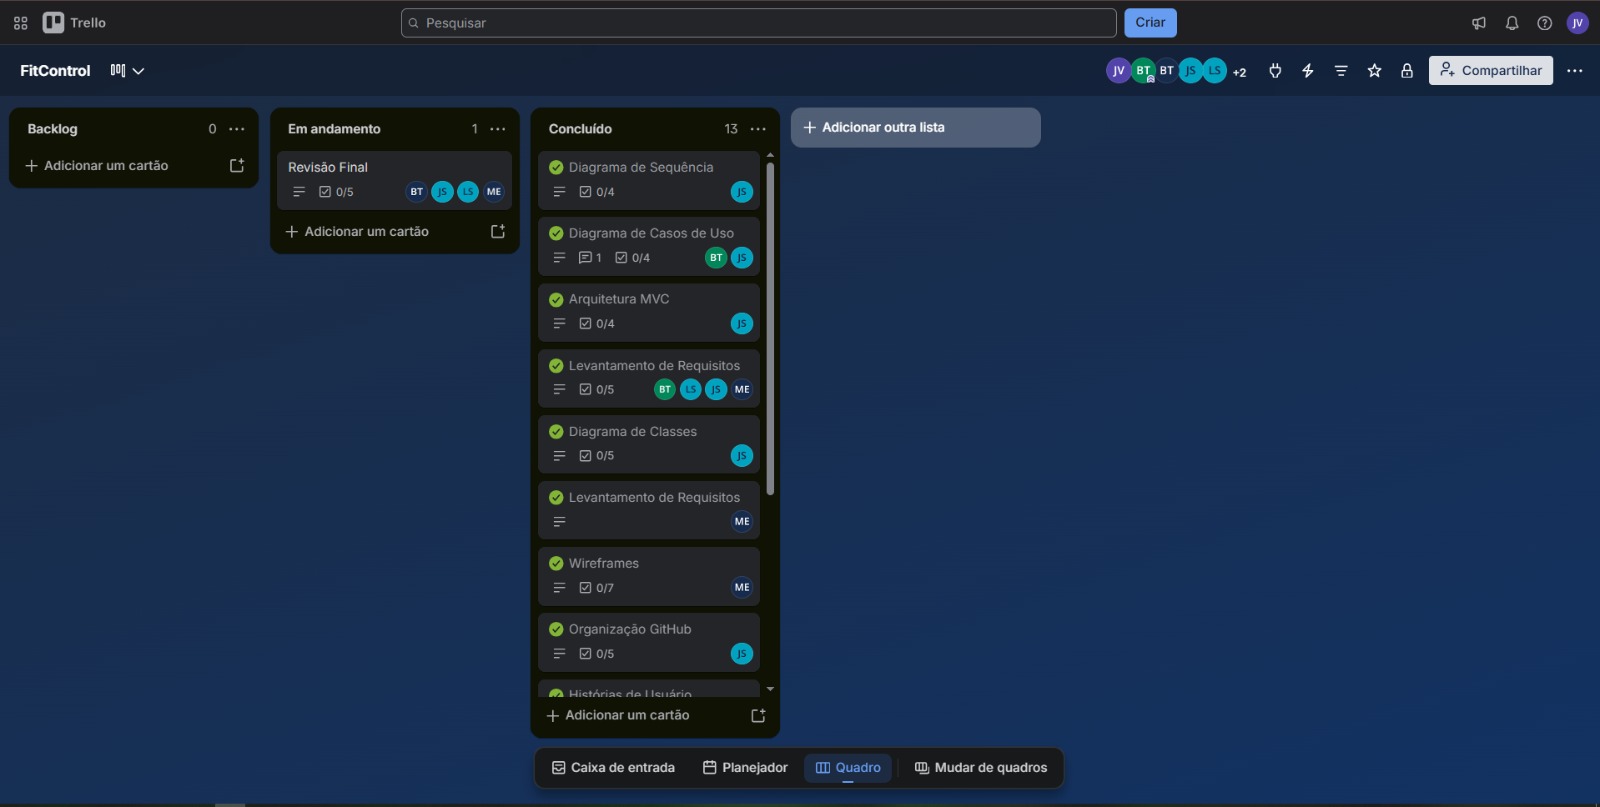 Trello
Pesquisar
Criar
JV
FitControl
JV BT BT JS LS +2
Compartilhar
Backlog 0
Adicionar um cartão
Em andamento 1
Revisão Final
0/5 BT JS LS ME
Adicionar um cartão
Concluído 13
Diagrama de Sequência
0/4 JS
Diagrama de Casos de Uso
1 0/4 BT JS
Arquitetura MVC
0/4 JS
Levantamento de Requisitos
0/5 BT LS JS ME
Diagrama de Classes
0/5 JS
Levantamento de Requisitos
ME
Wireframes
0/7 ME
Organização GitHub
0/5 JS
Histórias de Usuário
Adicionar um cartão
Adicionar outra lista
Caixa de entrada
Planejador
Quadro
Mudar de quadros